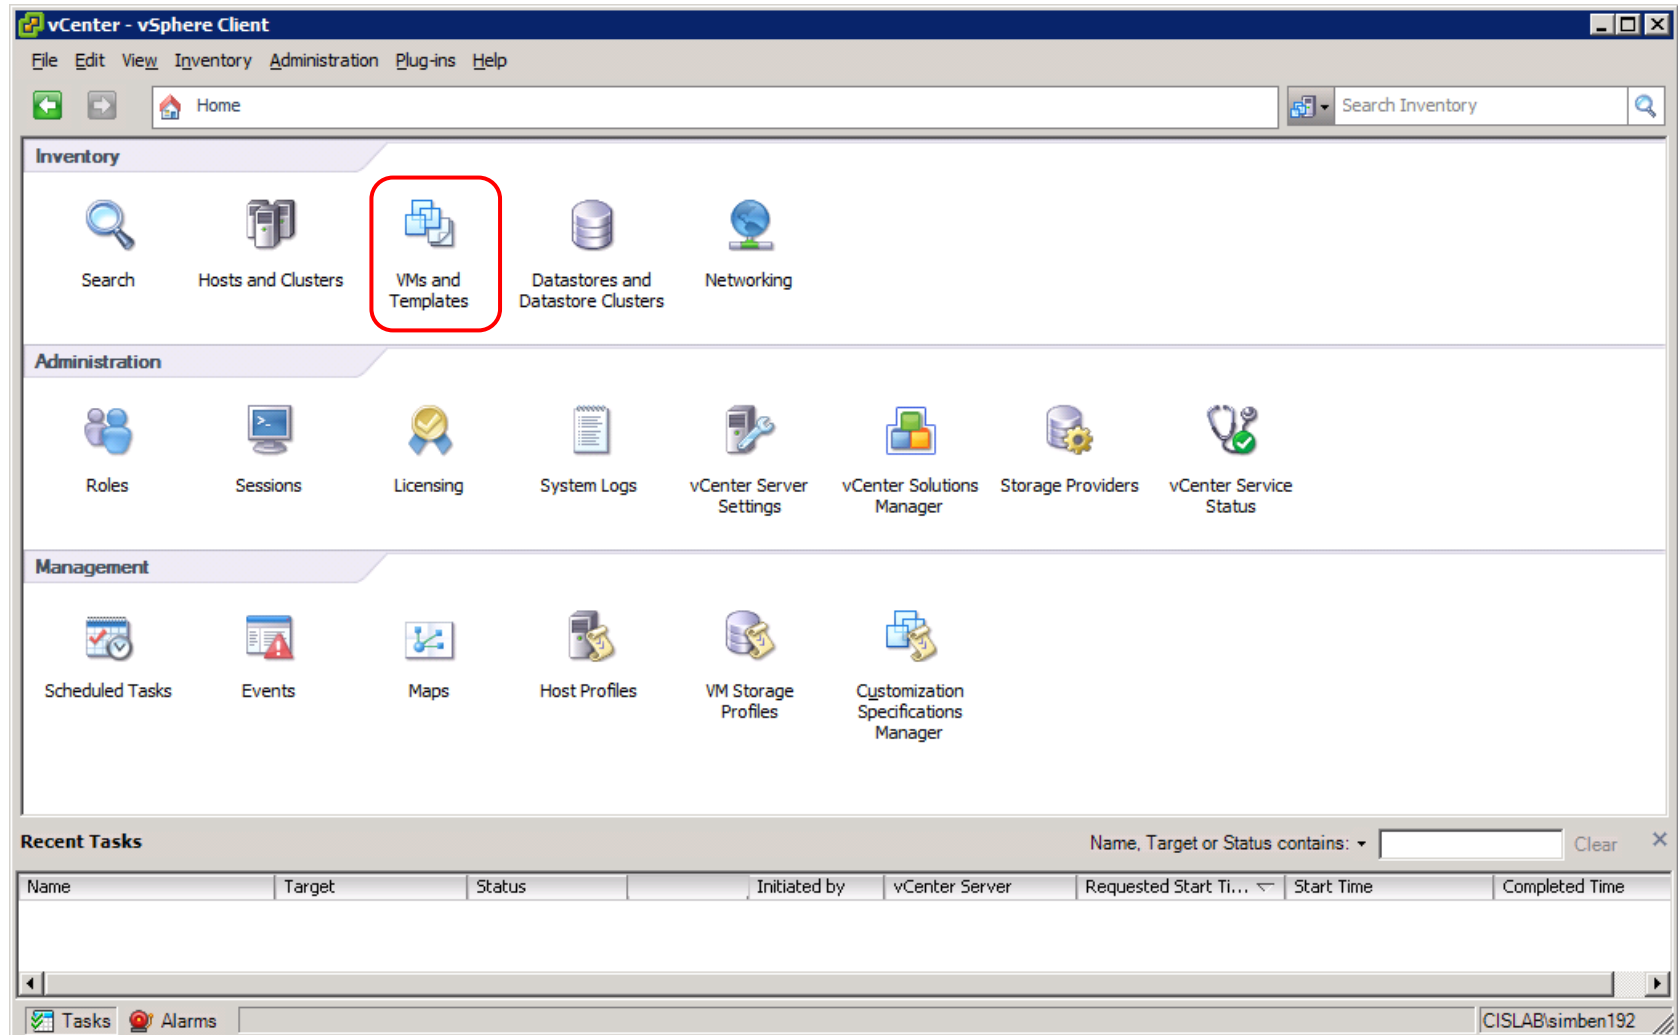 vCenter - vSphere Client
File Edit View Inventory Administration Plug-ins Help
Home
Search Inventory
Inventory
Search
Hosts and Clusters
VMs and
Templates
Datastores and
Datastore Clusters
Networking
Administration
Roles
Sessions
Licensing
System Logs
vCenter Server
Settings
vCenter Solutions
Manager
Storage Providers
vCenter Service
Status
Management
Scheduled Tasks
Events
Maps
Host Profiles
VM Storage
Profiles
Customization
Specifications
Manager
Recent Tasks
Name, Target or Status contains:
Clear
Name Target Status Initiated by vCenter Server Requested Start Ti... Start Time Completed Time
Tasks Alarms
CISLAB\simben192